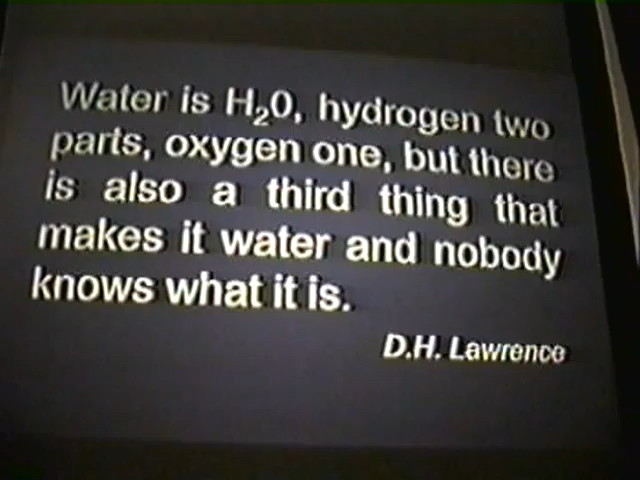 Water is H₂0, hydrogen two
parts, oxygen one, but there
is also a third thing that
makes it water and nobody
knows what it is.
D.H. Lawrence